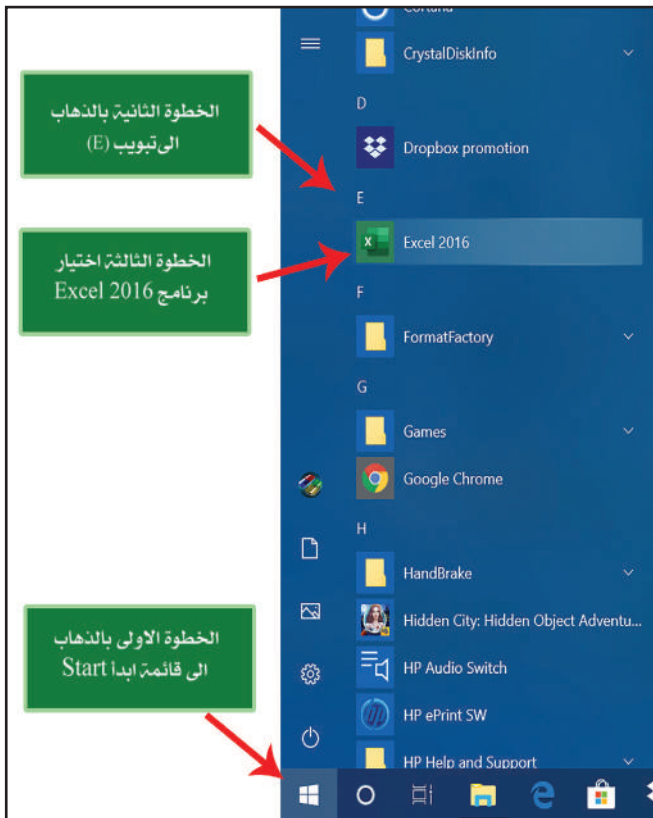 Cortana
CrystalDiskInfo
D
الخطوة الثانية بالذهاب
الى تبويب (E)
Dropbox promotion
E
الخطوة الثالثة اختيار
برنامج Excel 2016
Excel 2016
F
FormatFactory
G
Games
Google Chrome
H
HandBrake
الخطوة الاولى بالذهاب
الى قائمة ابدأ Start
Hidden City: Hidden Object Adventu...
HP Audio Switch
HP ePrint SW
HP Help and Support